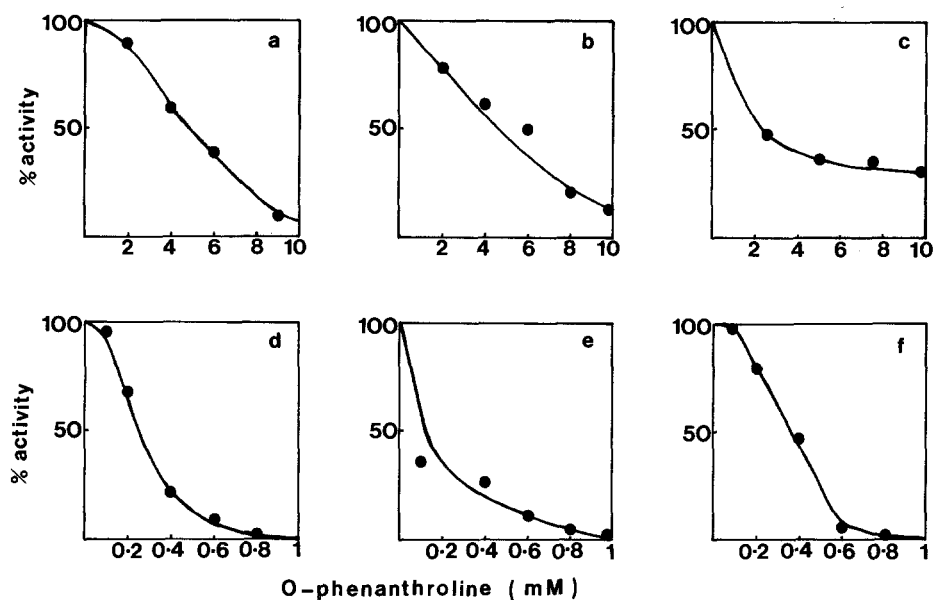 100 a 100 b 100 c
% activity
50 50 50
2 4 6 8 10 2 4 6 8 10 2 4 6 8 10
100 d 100 e 100 f
% activity
50 50 50
0·2 0·4 0·6 0·8 1 0·2 0·4 0·6 0·8 1 0·2 0·4 0·6 0·8 1
O-phenanthroline (mM)